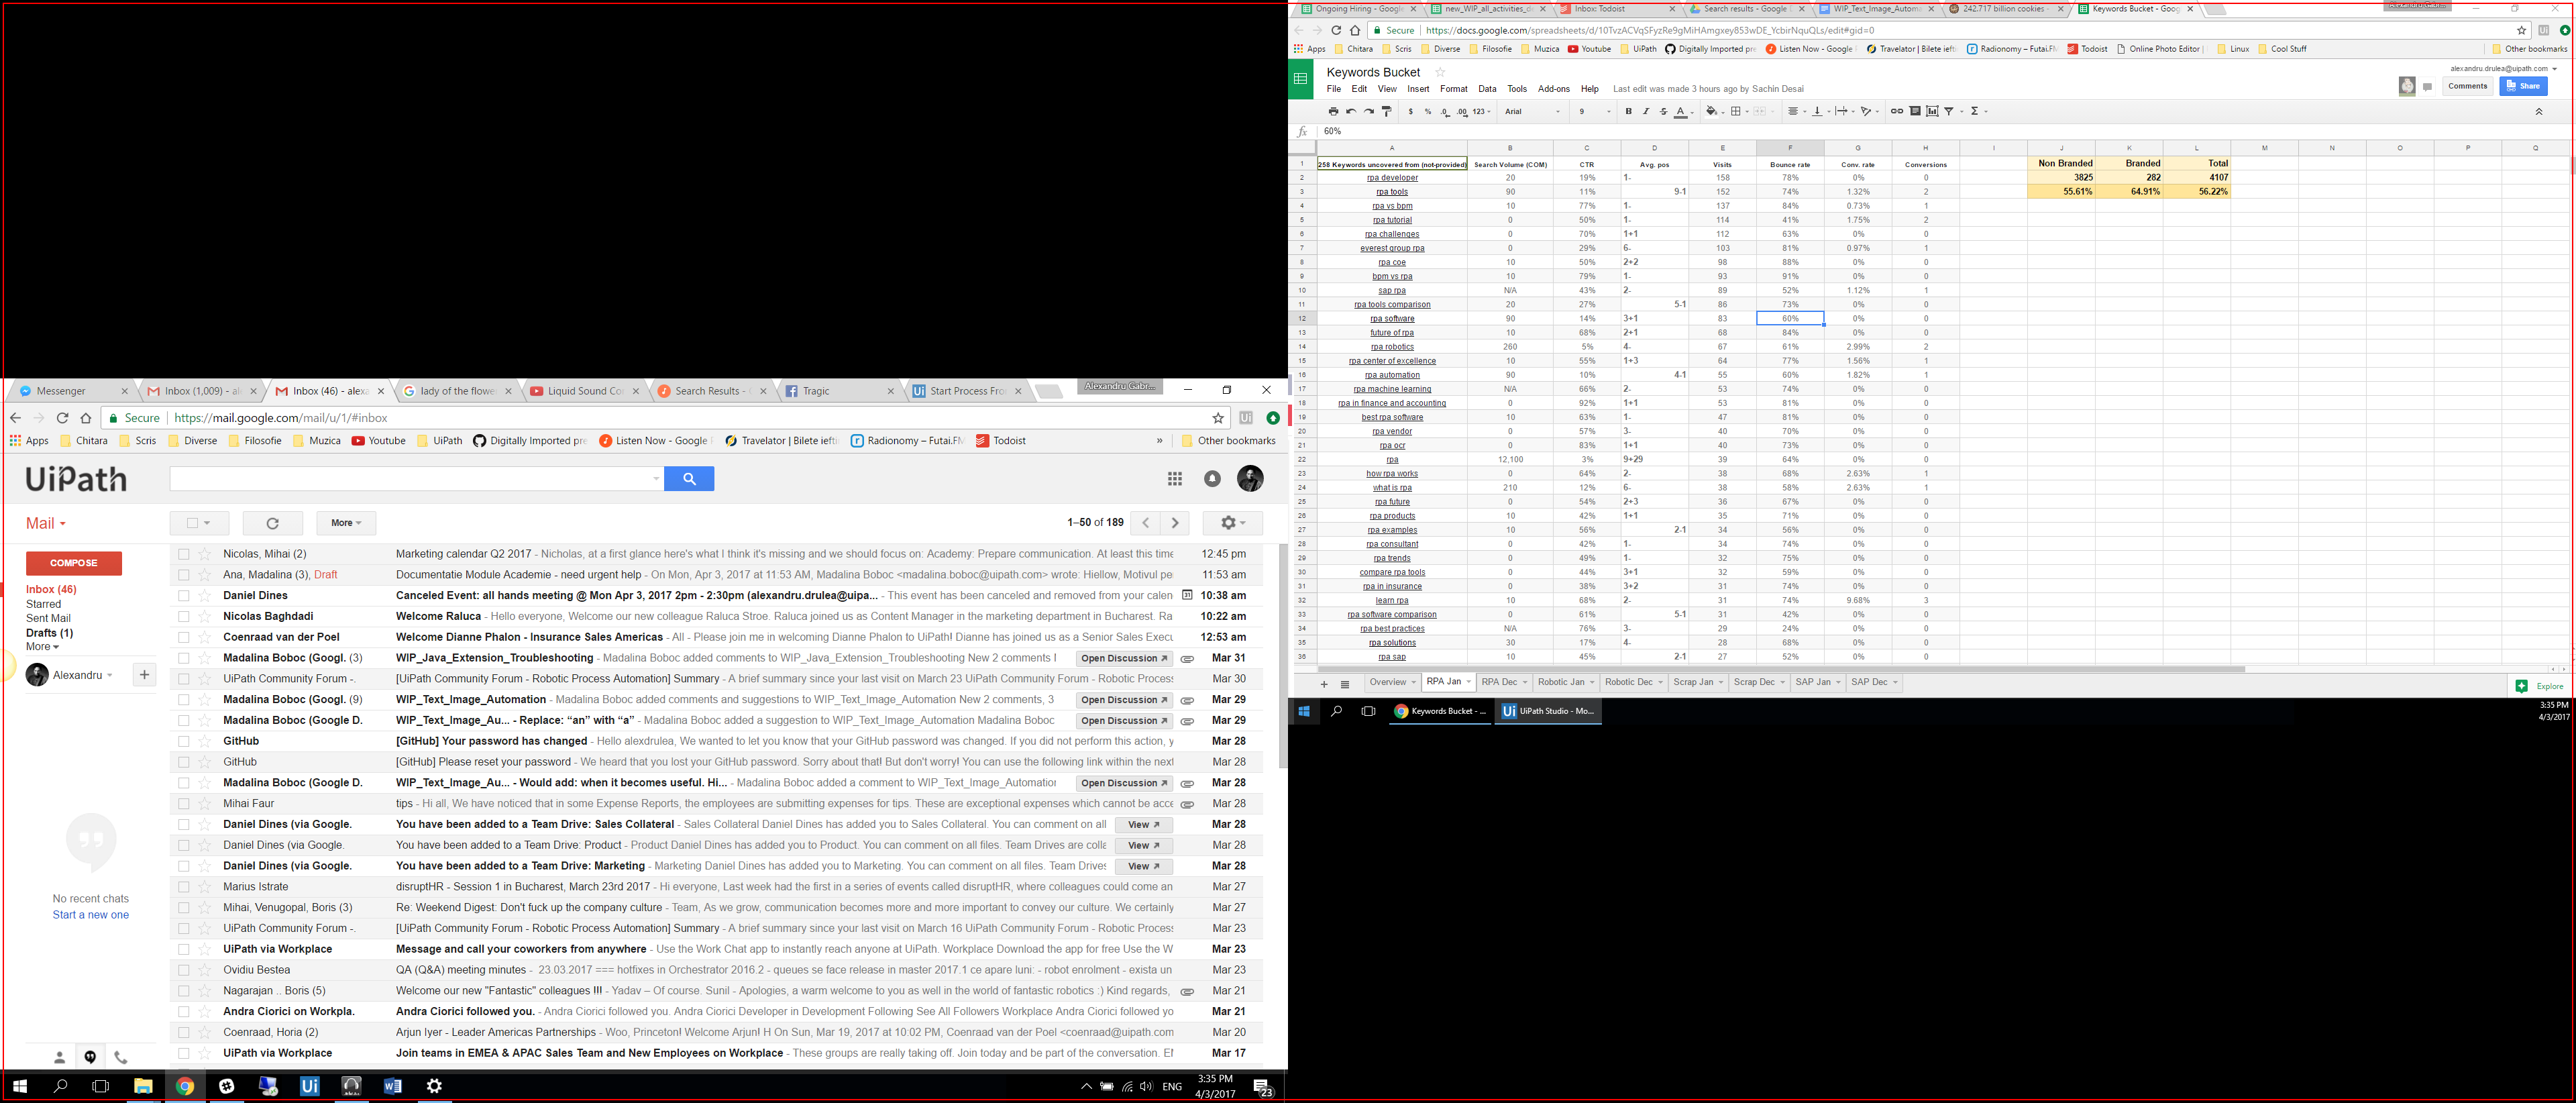 Messenger
Inbox (1,009) - al
Inbox (46) - alexa
lady of the flower
Liquid Sound Co
Search Results -
Tragic
Start Process Fro
Alexandru Gabr...
Secure https://mail.google.com/mail/u/1/#inbox
Apps Chitara Scris Diverse Filosofie Muzica Youtube UiPath Digitally Imported pre Listen Now - Google Travelator | Bilete iefti Radionomy – Futai.FM Todoist » Other bookmarks
UiPath
Mail
More
1–50 of 189
COMPOSE
Inbox (46)
Starred
Sent Mail
Drafts (1)
More
Alexandru
No recent chats
Start a new one
Nicolas, Mihai (2) Marketing calendar Q2 2017 - Nicholas, at a first glance here's what I think it's missing and we should focus on: Academy: Prepare communication. At least this time 12:45 pm
Ana, Madalina (3), Draft Documentatie Module Academie - need urgent help - On Mon, Apr 3, 2017 at 11:53 AM, Madalina Boboc <madalina.boboc@uipath.com> wrote: Hiellow, Motivul pe 11:53 am
Daniel Dines Canceled Event: all hands meeting @ Mon Apr 3, 2017 2pm - 2:30pm (alexandru.drulea@uipa... - This event has been canceled and removed from your calen 10:38 am
Nicolas Baghdadi Welcome Raluca - Hello everyone, Welcome our new colleague Raluca Stroe. Raluca joined us as Content Manager in the marketing department in Bucharest. Ra 10:22 am
Coenraad van der Poel Welcome Dianne Phalon - Insurance Sales Americas - All - Please join me in welcoming Dianne Phalon to UiPath! Dianne has joined us as a Senior Sales Execu 12:53 am
Madalina Boboc (Googl. (3) WIP_Java_Extension_Troubleshooting - Madalina Boboc added comments to WIP_Java_Extension_Troubleshooting New 2 comments Open Discussion Mar 31
UiPath Community Forum -. [UiPath Community Forum - Robotic Process Automation] Summary - A brief summary since your last visit on March 23 UiPath Community Forum - Robotic Process Mar 30
Madalina Boboc (Googl. (9) WIP_Text_Image_Automation - Madalina Boboc added comments and suggestions to WIP_Text_Image_Automation New 2 comments, 3 Open Discussion Mar 29
Madalina Boboc (Google D. WIP_Text_Image_Au... - Replace: “an” with “a” - Madalina Boboc added a suggestion to WIP_Text_Image_Automation Madalina Boboc Open Discussion Mar 29
GitHub [GitHub] Your password has changed - Hello alexdrulea, We wanted to let you know that your GitHub password was changed. If you did not perform this action, y Mar 28
GitHub [GitHub] Please reset your password - We heard that you lost your GitHub password. Sorry about that! But don't worry! You can use the following link within the next Mar 28
Madalina Boboc (Google D. WIP_Text_Image_Au... - Would add: when it becomes useful. Hi... - Madalina Boboc added a comment to WIP_Text_Image_Automation Open Discussion Mar 28
Mihai Faur tips - Hi all, We have noticed that in some Expense Reports, the employees are submitting expenses for tips. These are exceptional expenses which cannot be acce Mar 28
Daniel Dines (via Google. You have been added to a Team Drive: Sales Collateral - Sales Collateral Daniel Dines has added you to Sales Collateral. You can comment on all View Mar 28
Daniel Dines (via Google. You have been added to a Team Drive: Product - Product Daniel Dines has added you to Product. You can comment on all files. Team Drives are colla View Mar 28
Daniel Dines (via Google. You have been added to a Team Drive: Marketing - Marketing Daniel Dines has added you to Marketing. You can comment on all files. Team Drives View Mar 28
Marius Istrate disruptHR - Session 1 in Bucharest, March 23rd 2017 - Hi everyone, Last week had the first in a series of events called disruptHR, where colleagues could come an Mar 27
Mihai, Venugopal, Boris (3) Re: Weekend Digest: Don't fuck up the company culture - Team, As we grow, communication becomes more and more important to convey our culture. We certainly Mar 27
UiPath Community Forum -. [UiPath Community Forum - Robotic Process Automation] Summary - A brief summary since your last visit on March 16 UiPath Community Forum - Robotic Process Mar 23
UiPath via Workplace Message and call your coworkers from anywhere - Use the Work Chat app to instantly reach anyone at UiPath. Workplace Download the app for free Use the W Mar 23
Ovidiu Bestea QA (Q&A) meeting minutes - 23.03.2017 === hotfixes in Orchestrator 2016.2 - queues se face release in master 2017.1 ce apare luni: - robot enrolment - exista un Mar 23
Nagarajan .. Boris (5) Welcome our new "Fantastic" colleagues !!! - Yadav – Of course. Sunil - Apologies, a warm welcome to you as well in the world of fantastic robotics :) Kind regards, Mar 21
Andra Ciorici on Workpla. Andra Ciorici followed you. - Andra Ciorici followed you. Andra Ciorici Developer in Development Following See All Followers Workplace Andra Ciorici followed yo Mar 21
Coenraad, Horia (2) Arjun Iyer - Leader Americas Partnerships - Woo, Princeton! Welcome Arjun! H On Sun, Mar 19, 2017 at 10:02 PM, Coenraad van der Poel <coenraad@uipath.com Mar 20
UiPath via Workplace Join teams in EMEA & APAC Sales Team and New Employees on Workplace - These groups are really taking off. Join today and be part of the conversation. Mar 17
ENG 3:35 PM
4/3/2017
23
Ongoing Hiring - Google
new_WIP_all_activities_de
Inbox: Todoist
Search results - Google
WIP_Text_Image_Automa
242.717 billion cookies
Keywords Bucket - Goog
Secure https://docs.google.com/spreadsheets/d/10TvzACVqSFyzRe9gMiHAmgxey853wDE_YcbirNquQLs/edit#gid=0
Apps Chitara Scris Diverse Filosofie Muzica Youtube UiPath Digitally Imported pre Listen Now - Google Travelator | Bilete iefti Radionomy – Futai.FM Todoist Online Photo Editor | Linux Cool Stuff Other bookmarks
Keywords Bucket
alexandru.drulea@uipath.com
File Edit View Insert Format Data Tools Add-ons Help Last edit was made 3 hours ago by Sachin Desai
Comments Share
$ % .0 .00 123 Arial 9 B I S A Σ
fx 60%
A B C D E F G H I J K L M N O P Q
1 258 Keywords uncovered from (not-provided) Search Volume (COM) CTR Avg. pos Visits Bounce rate Conv. rate Conversions Non Branded Branded Total
2 rpa developer 20 19% 1- 158 78% 0% 0 3825 282 4107
3 rpa tools 90 11% 9-1 152 74% 1.32% 2 55.61% 64.91% 56.22%
4 rpa vs bpm 10 77% 1- 137 84% 0.73% 1
5 rpa tutorial 0 50% 1- 114 41% 1.75% 2
6 rpa challenges 0 70% 1+1 112 63% 0% 0
7 everest group rpa 0 29% 6- 103 81% 0.97% 1
8 rpa coe 10 50% 2+2 98 88% 0% 0
9 bpm vs rpa 10 79% 1- 93 91% 0% 0
10 sap rpa N/A 43% 2- 89 52% 1.12% 1
11 rpa tools comparison 20 27% 5-1 86 73% 0% 0
12 rpa software 90 14% 3+1 83 60% 0% 0
13 future of rpa 10 68% 2+1 68 84% 0% 0
14 rpa robotics 260 5% 4- 67 61% 2.99% 2
15 rpa center of excellence 10 55% 1+3 64 77% 1.56% 1
16 rpa automation 90 10% 4-1 55 60% 1.82% 1
17 rpa machine learning N/A 66% 2- 53 74% 0% 0
18 rpa in finance and accounting 0 92% 1+1 53 81% 0% 0
19 best rpa software 10 63% 1- 47 81% 0% 0
20 rpa vendor 0 57% 3- 40 70% 0% 0
21 rpa ocr 0 83% 1+1 40 73% 0% 0
22 rpa 12,100 3% 9+29 39 64% 0% 0
23 how rpa works 0 64% 2- 38 68% 2.63% 1
24 what is rpa 210 12% 6- 38 58% 2.63% 1
25 rpa future 0 54% 2+3 36 67% 0% 0
26 rpa products 10 42% 1+1 35 71% 0% 0
27 rpa examples 10 56% 2-1 34 56% 0% 0
28 rpa consultant 0 42% 1- 34 74% 0% 0
29 rpa trends 0 49% 1- 32 75% 0% 0
30 compare rpa tools 0 44% 3+1 32 59% 0% 0
31 rpa in insurance 0 38% 3+2 31 74% 0% 0
32 learn rpa 10 68% 2- 31 74% 9.68% 3
33 rpa software comparison 0 61% 5-1 31 42% 0% 0
34 rpa best practices N/A 76% 3- 29 24% 0% 0
35 rpa solutions 30 17% 4- 28 68% 0% 0
36 rpa sap 10 45% 2-1 27 52% 0% 0
Overview RPA Jan RPA Dec Robotic Jan Robotic Dec Scrap Jan Scrap Dec SAP Jan SAP Dec Explore
Keywords Bucket - ... UiPath Studio - Mo...
3:35 PM
4/3/2017